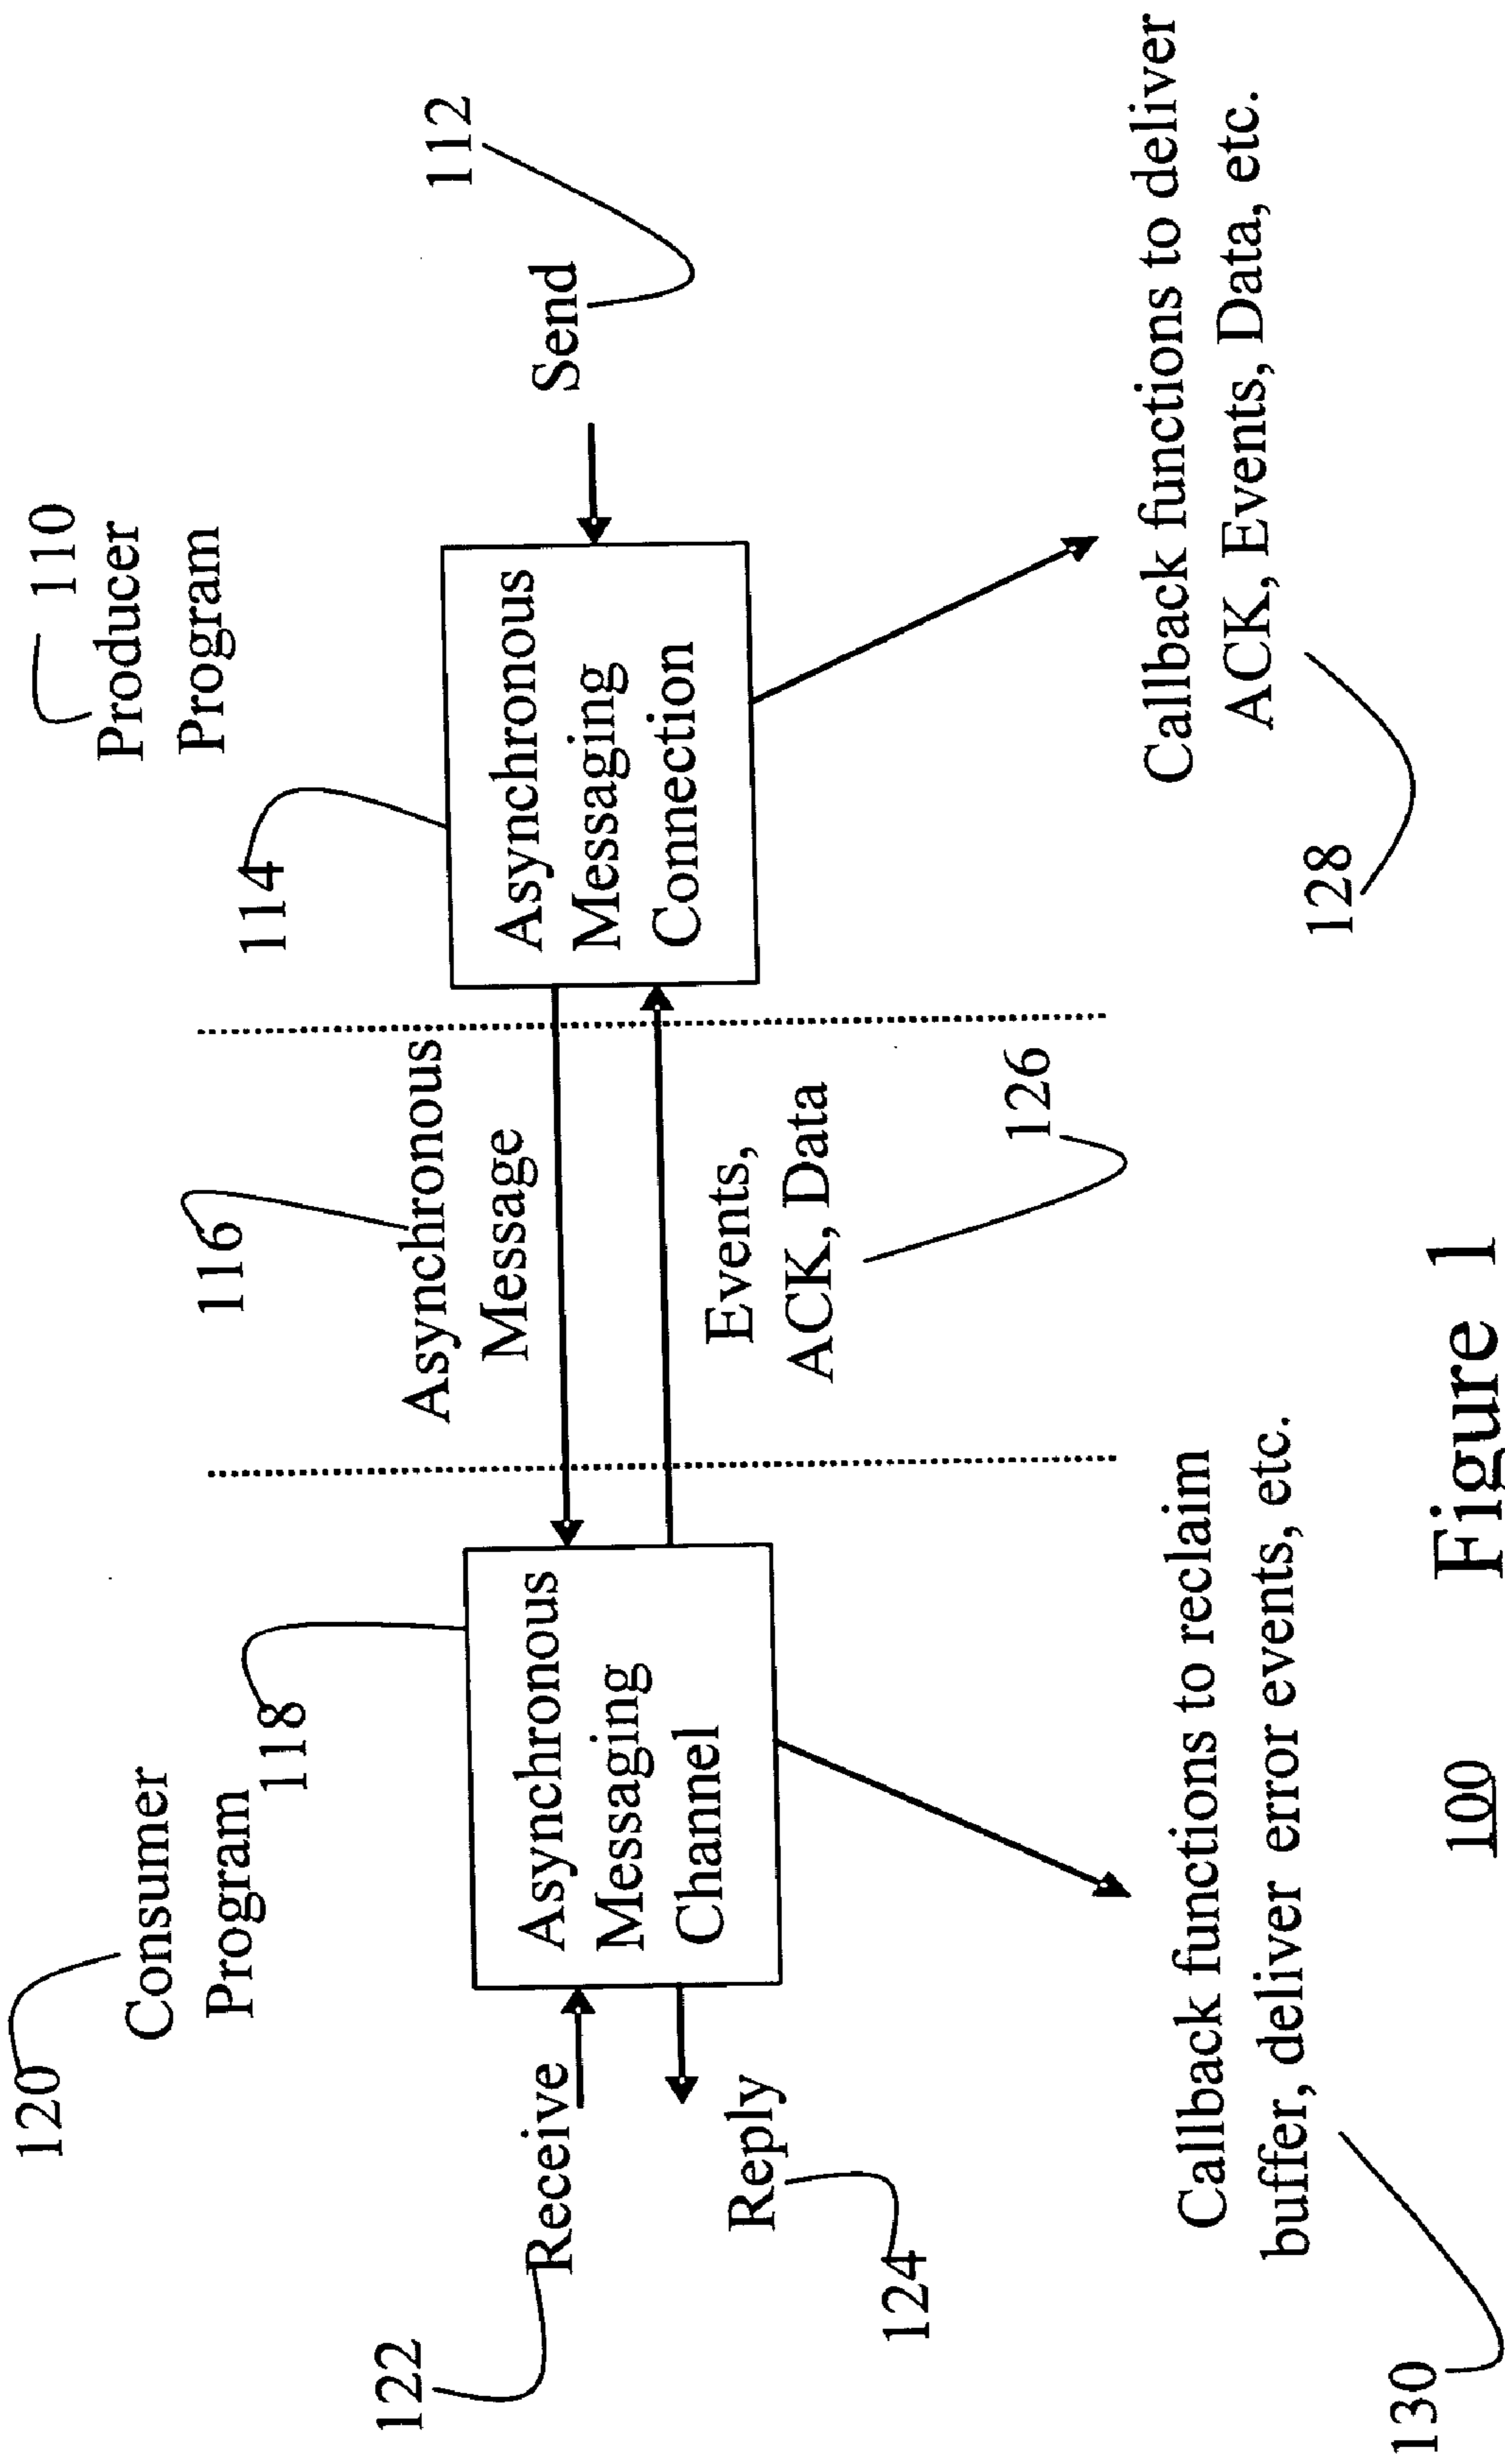 120
Consumer
Program
118
110
Producer
Program
114
116
Asynchronous
Message
122
Receive
Asynchronous
Messaging
Channel
Asynchronous
Messaging
Connection
Send
112
Reply
124
Events,
ACK, Data
126
Callback functions to reclaim
buffer, deliver error events, etc.
130
Callback functions to deliver
ACK, Events, Data, etc.
128
100
Figure 1